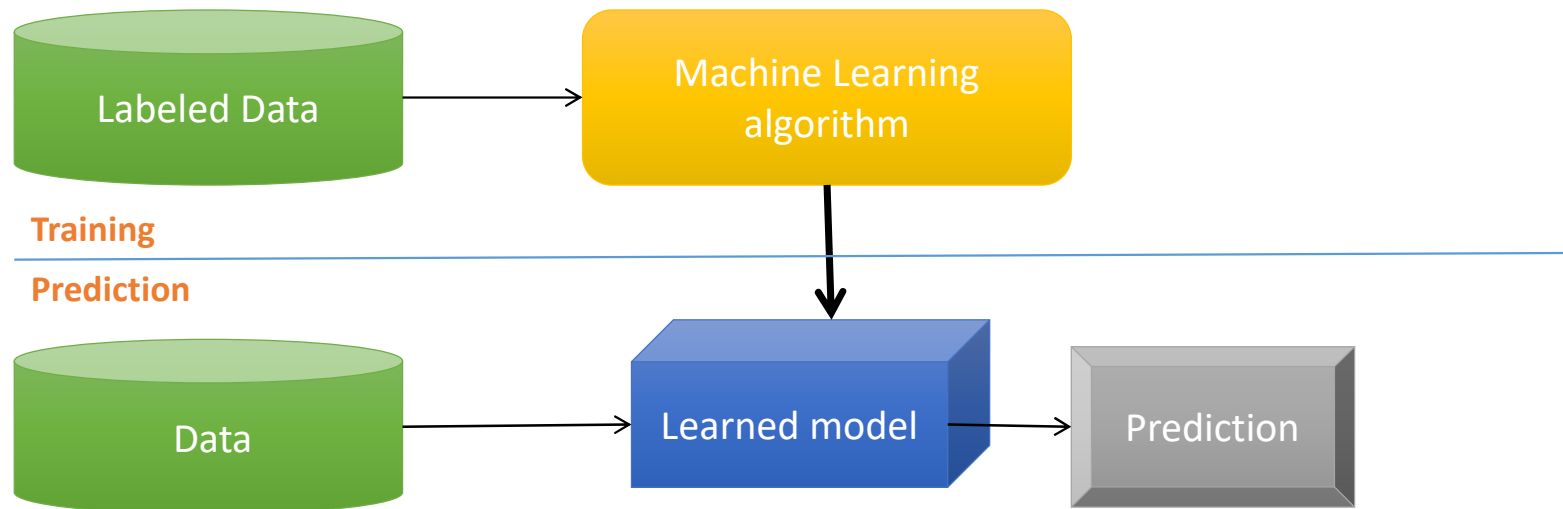 Labeled Data
Machine Learning
algorithm
Training
Prediction
Data
Learned model
Prediction